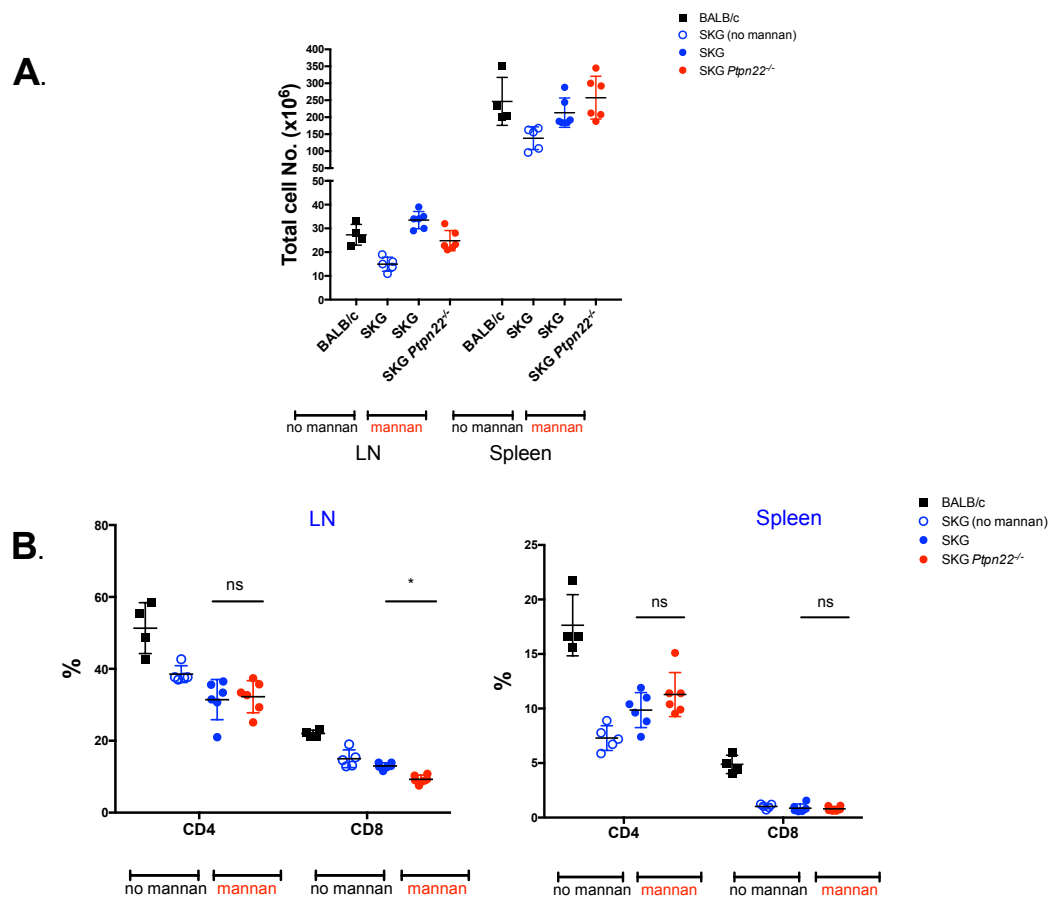 A.
BALB/c
SKG (no mannan)
SKG
SKG Ptpn22-/-
Total cell No. (x10^6)
400
350
300
250
200
150
100
50
50
40
30
20
10
0
BALB/c
SKG
SKG
SKG Ptpn22-/-
BALB/c
SKG
SKG
SKG Ptpn22-/-
no mannan
mannan
no mannan
mannan
LN
Spleen
B.
LN
%
80
60
40
20
0
ns
*
CD4
CD8
no mannan
mannan
no mannan
mannan
Spleen
BALB/c
SKG (no mannan)
SKG
SKG Ptpn22-/-
%
25
20
15
10
5
0
ns
ns
CD4
CD8
no mannan
mannan
no mannan
mannan